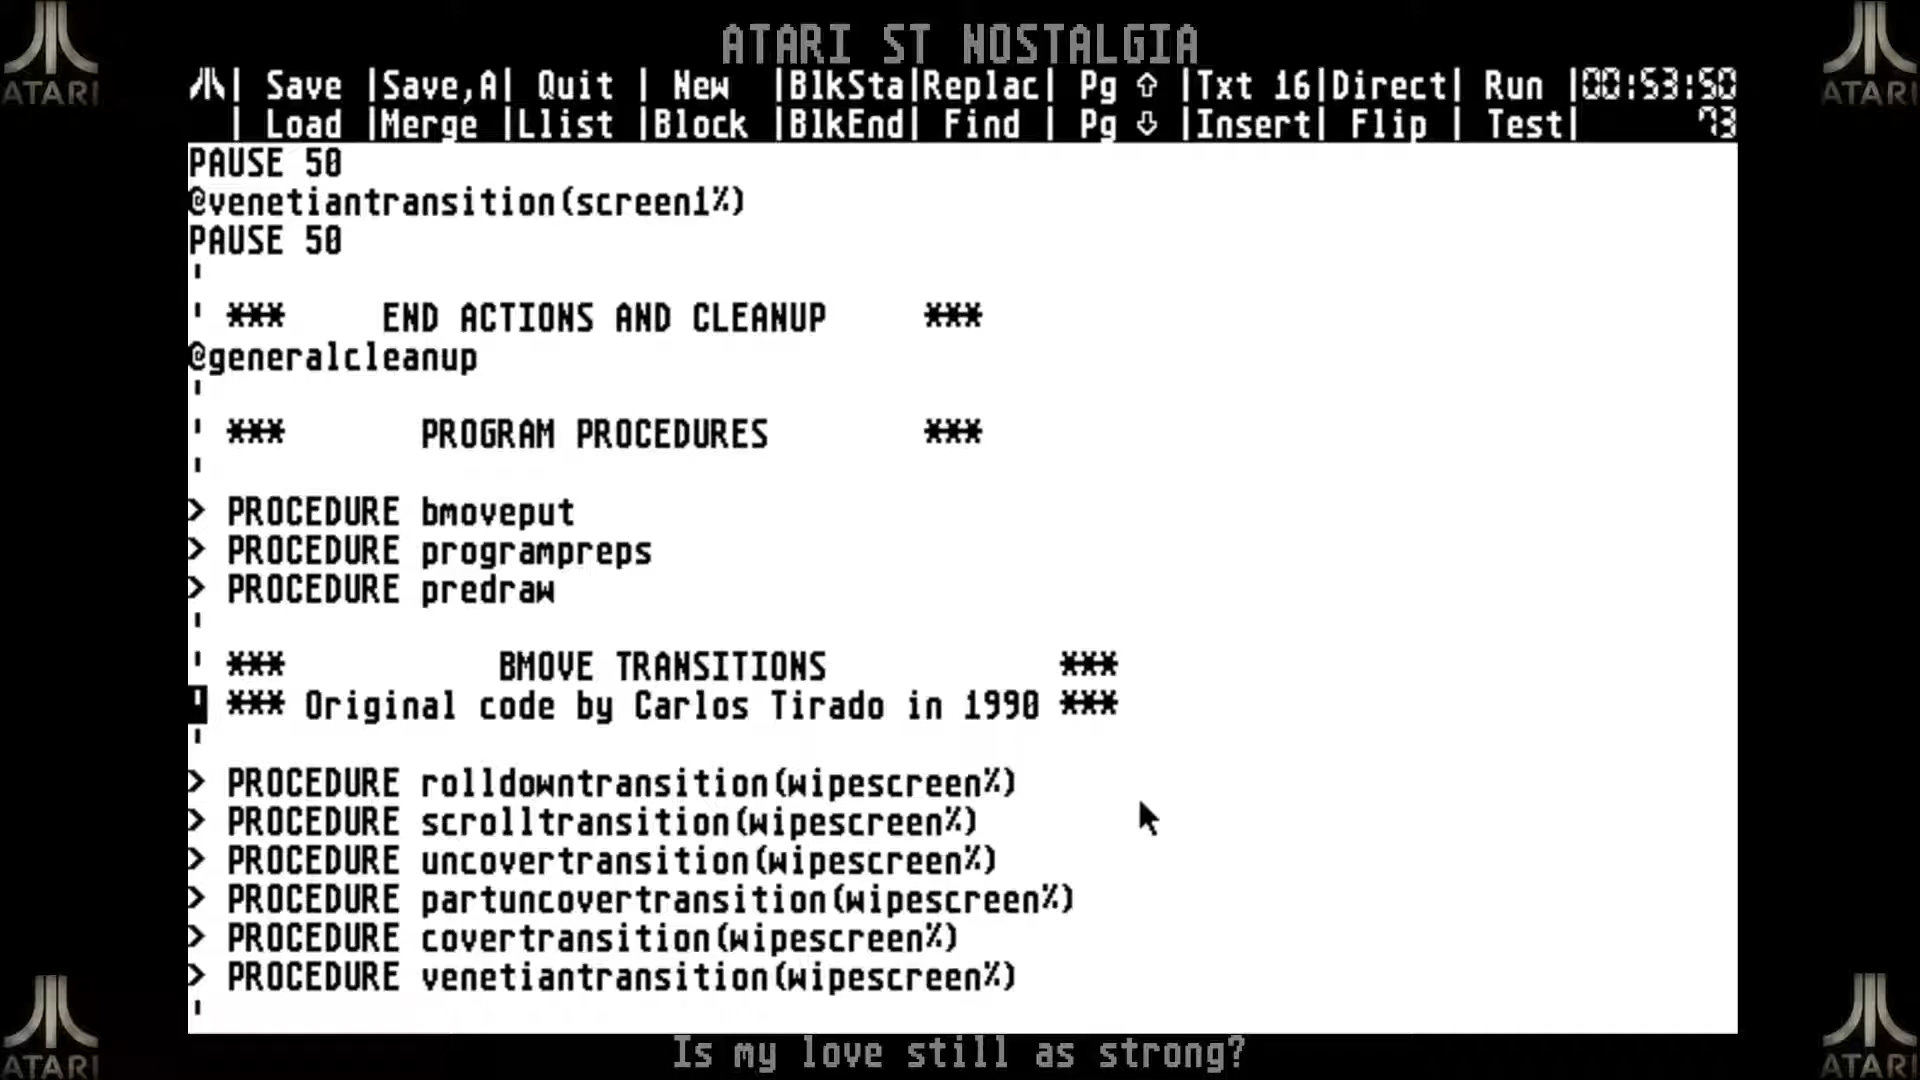 ATARI ST NOSTALGIA
ATARI
ATARI
| Save |Save,A| Quit | New |BlkSta|Replac| Pg ⇧ |Txt 16|Direct| Run |00:53:50
| Load |Merge |Llist |Block |BlkEnd| Find | Pg ⇩ |Insert| Flip | Test| 73
PAUSE 50
@venetiantransition(screen1%)
PAUSE 50
'
' *** END ACTIONS AND CLEANUP ***
@generalcleanup
'
' *** PROGRAM PROCEDURES ***
'
> PROCEDURE bmoveput
> PROCEDURE programpreps
> PROCEDURE predraw
'
' *** BMOVE TRANSITIONS ***
' *** Original code by Carlos Tirado in 1990 ***
'
> PROCEDURE rolldowntransition(wipescreen%)
> PROCEDURE scrolltransition(wipescreen%)
> PROCEDURE uncovertransition(wipescreen%)
> PROCEDURE partuncovertransition(wipescreen%)
> PROCEDURE covertransition(wipescreen%)
> PROCEDURE venetiantransition(wipescreen%)
'
Is my love still as strong?
ATARI
ATARI